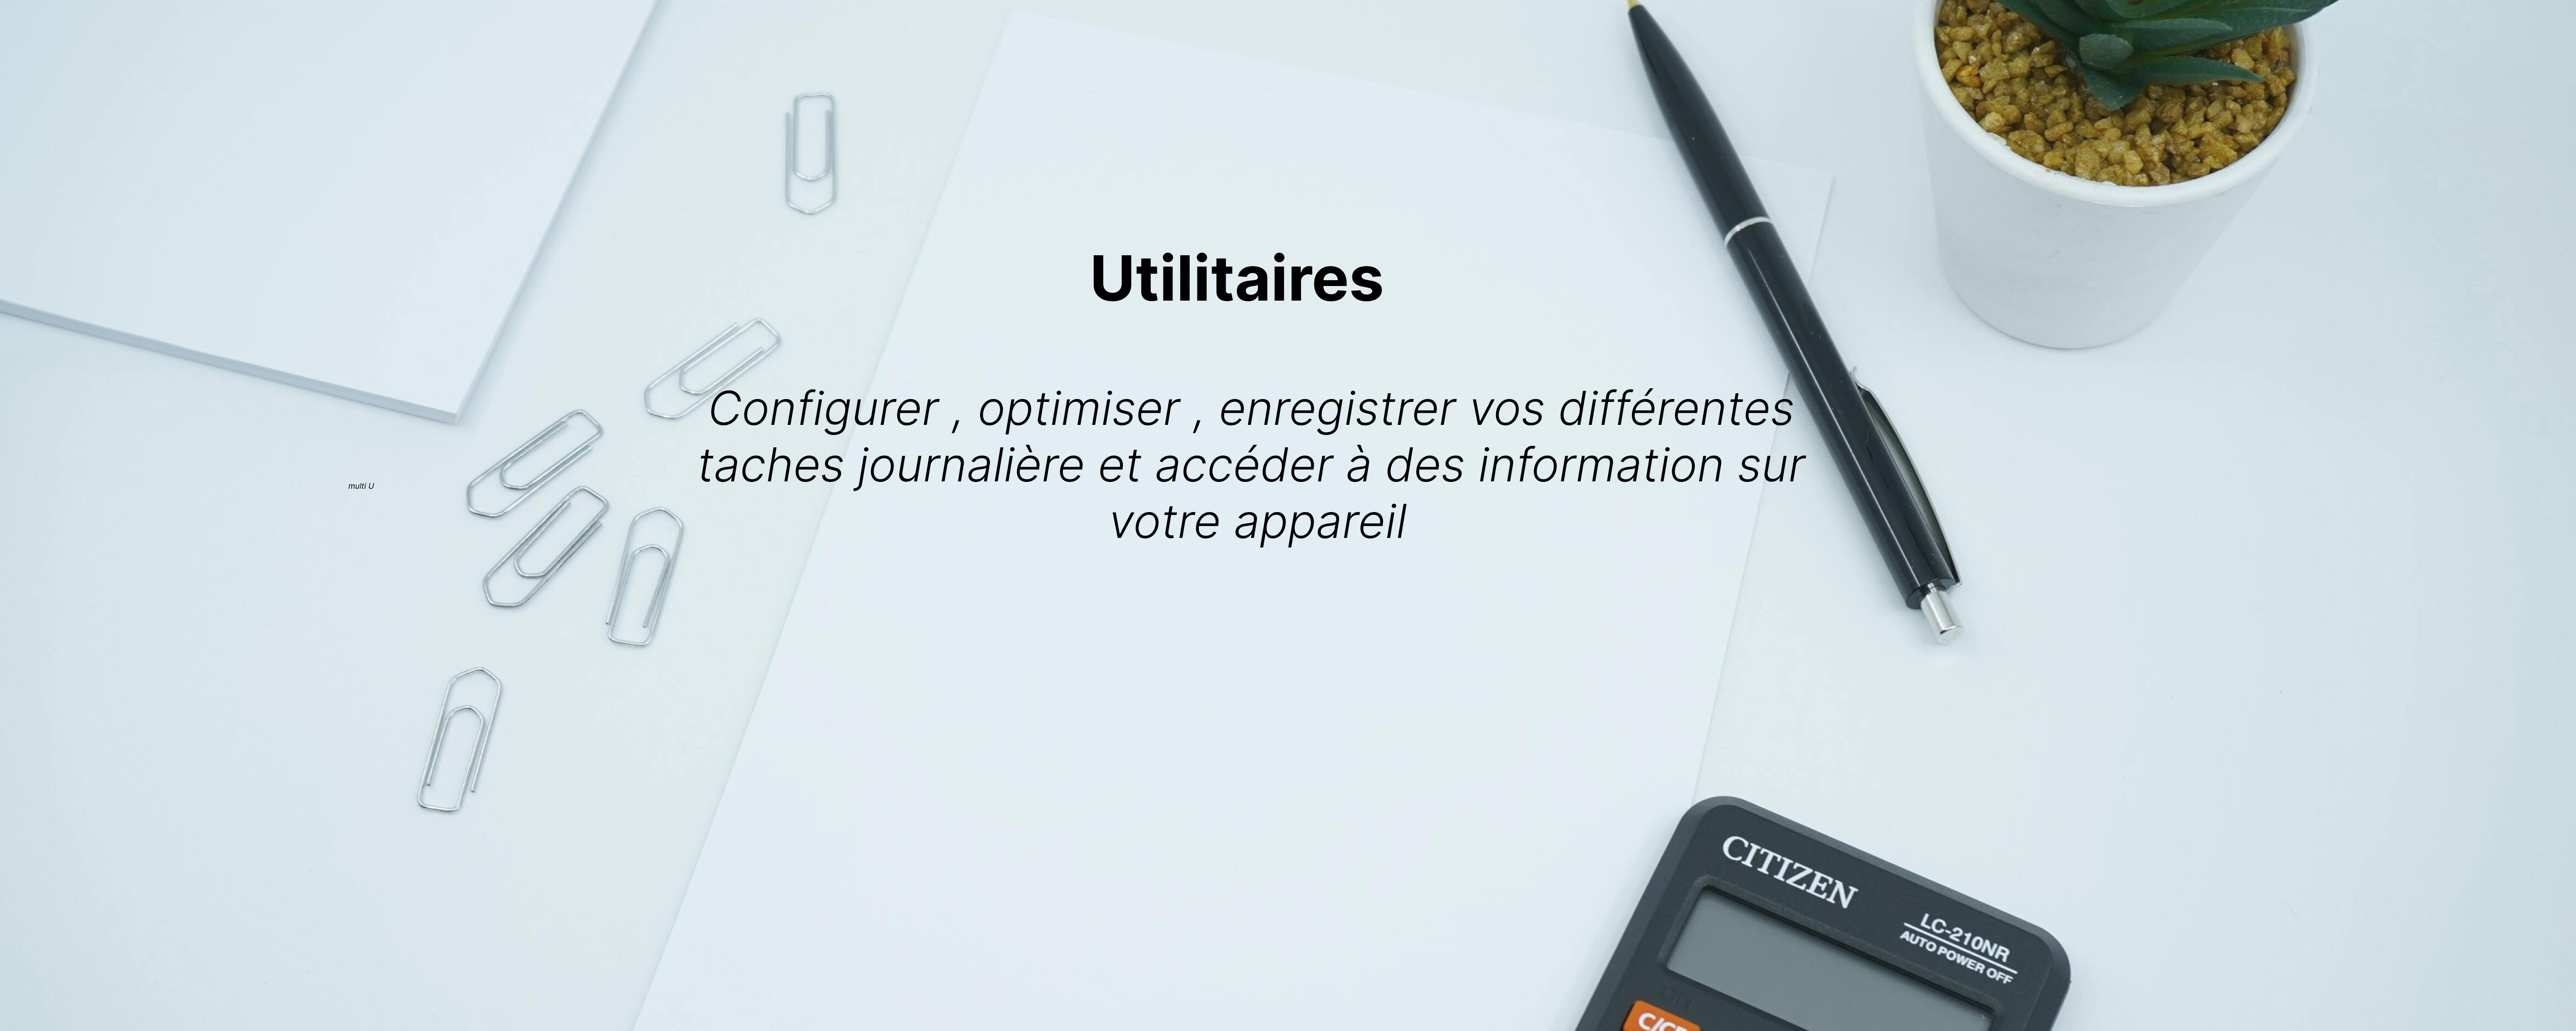 Utilitaires
Configurer , optimiser , enregistrer vos différentes
taches journalière et accéder à des information sur
votre appareil
multi U
CITIZEN
LC-210NR
AUTO POWER OFF
ON